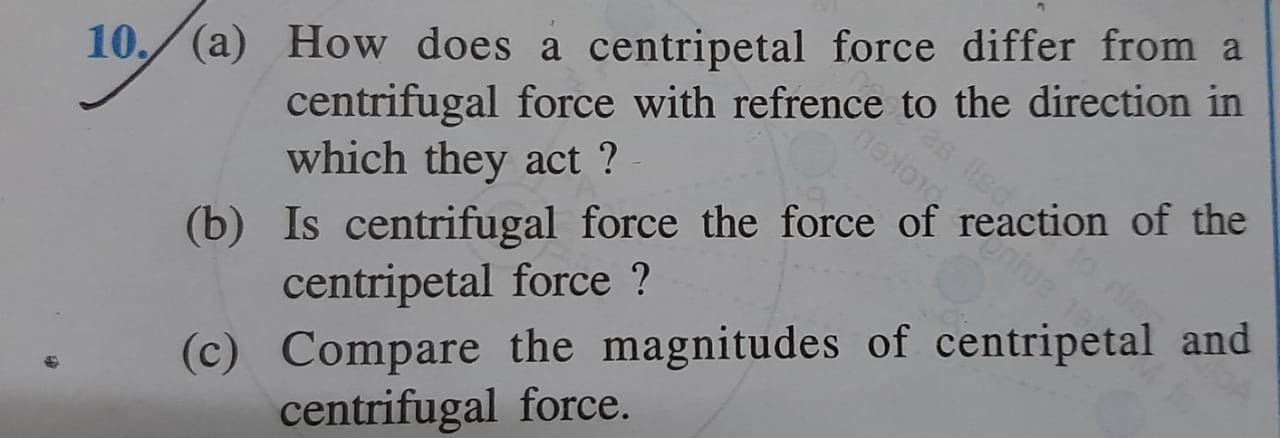 10. (a) How does a centripetal force differ from a
centrifugal force with refrence to the direction in
which they act ?
(b) Is centrifugal force the force of reaction of the
centripetal force ?
(c) Compare the magnitudes of centripetal and
centrifugal force.